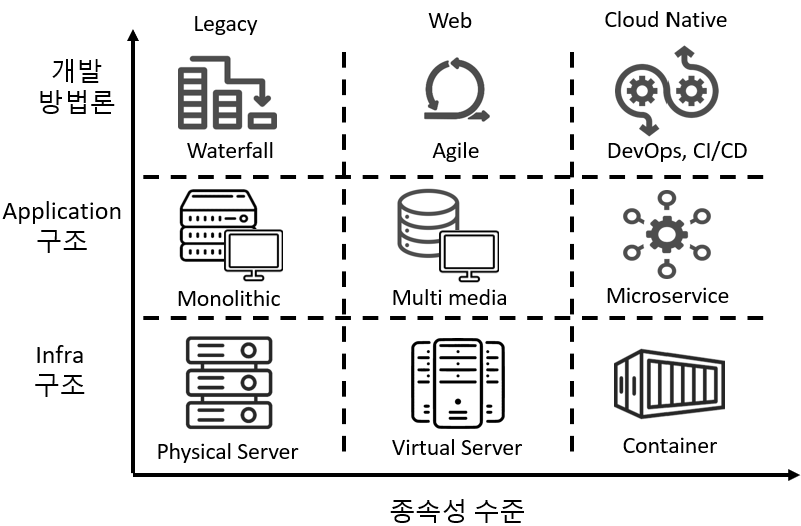 Legacy
Web
Cloud Native
개발
방법론
Waterfall
Agile
DevOps, CI/CD
Application
구조
Monolithic
Multi media
Microservice
Infra
구조
Physical Server
Virtual Server
Container
종속성 수준